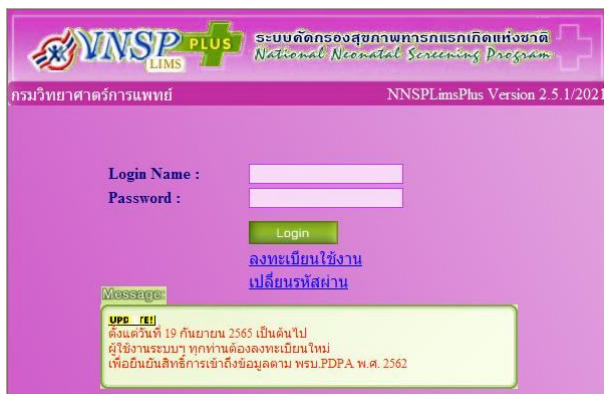 NNSP PLUS
LIMS
ระบบคัดกรองสุขภาพทารกแรกเกิดแห่งชาติ
National Neonatal Screening Program
กรมวิทยาศาตร์การแพทย์
NNSPLimsPlus Version 2.5.1/2021
Login Name :
Password :
Login
ลงทะเบียนใช้งาน
เปลี่ยนรหัสผ่าน
Message:
ตั้งแต่วันที่ 19 กันยายน 2565 เป็นต้นไป
ผู้ใช้งานระบบฯ ทุกท่านต้องลงทะเบียนใหม่
เพื่อยืนยันสิทธิ์การเข้าถึงข้อมูลตาม พรบ.PDPA พ.ศ. 2562